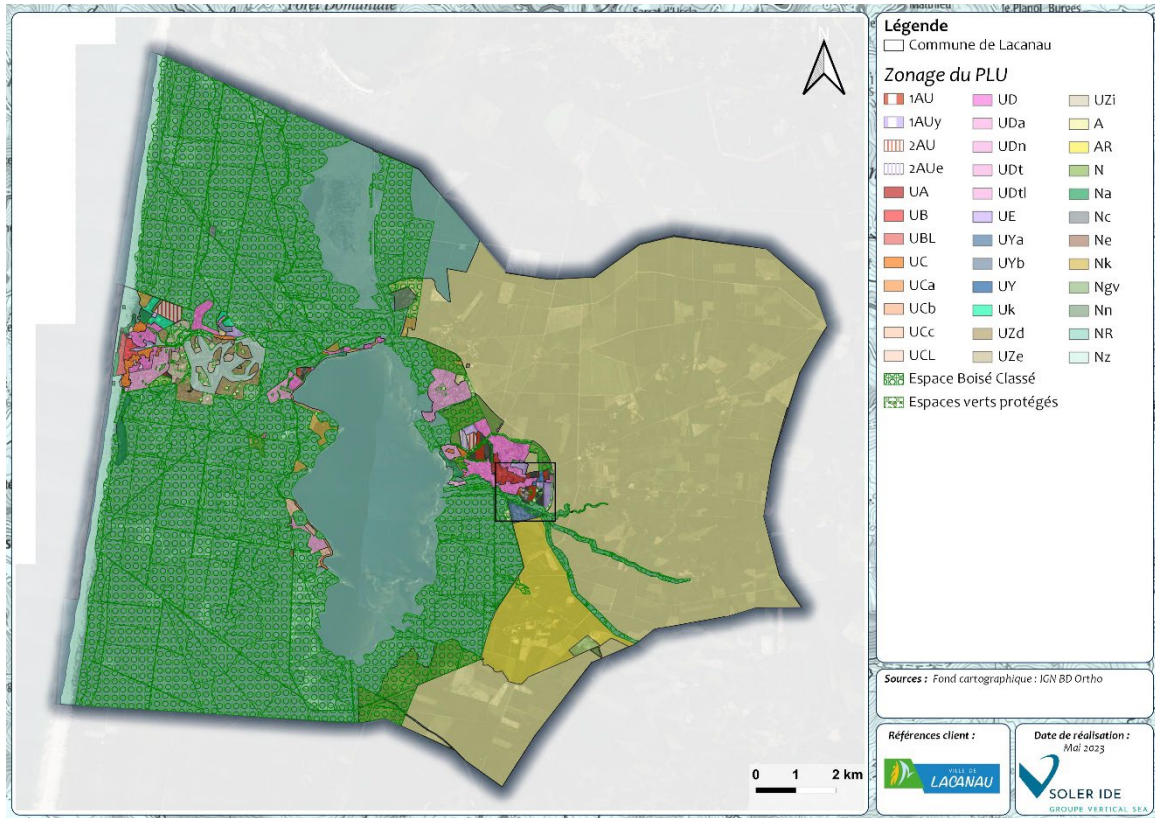 Forêt Domaniale
le Planol Burges
N
Légende
Commune de Lacanau
Zonage du PLU
1AU
1AUy
2AU
2AUe
UA
UB
UBL
UC
UCa
UCb
UCc
UCL
UD
UDa
UDn
UDt
UDtl
UE
UYa
UYb
UY
Uk
UZd
UZe
UZi
A
AR
N
Na
Nc
Ne
Nk
Ngv
Nn
NR
Nz
Espace Boisé Classé
Espaces verts protégés
Sources : Fond cartographique : IGN BD Ortho
Références client :
VILLE DE
LACANAU
Date de réalisation :
Mai 2023
SOLER IDE
GROUPE VERTICAL SEA
0 1 2 km